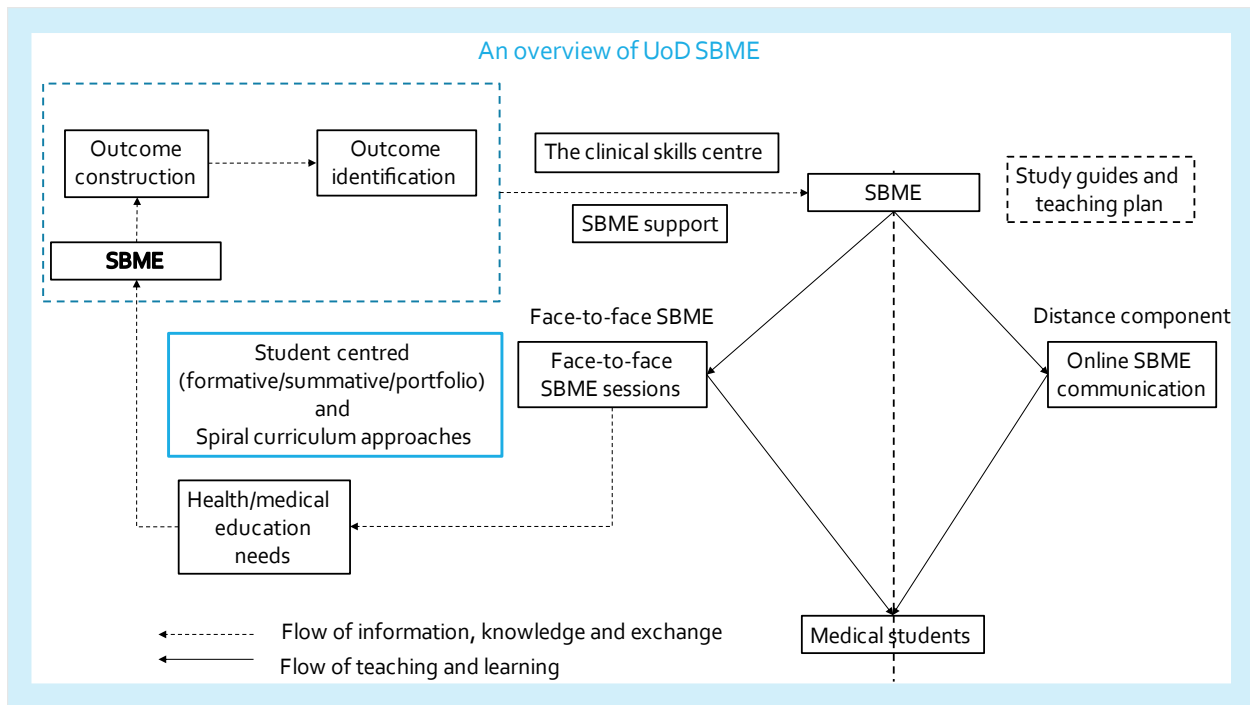 An overview of UoD SBME
Outcome
construction
Outcome
identification
The clinical skills centre
SBME
Study guides and
teaching plan
SBME support
SBME
Face-to-face SBME
Distance component
Student centred
(formative/summative/portfolio)
and
Spiral curriculum approaches
Face-to-face
SBME sessions
Online SBME
communication
Health/medical
education
needs
Flow of information, knowledge and exchange
Medical students
Flow of teaching and learning